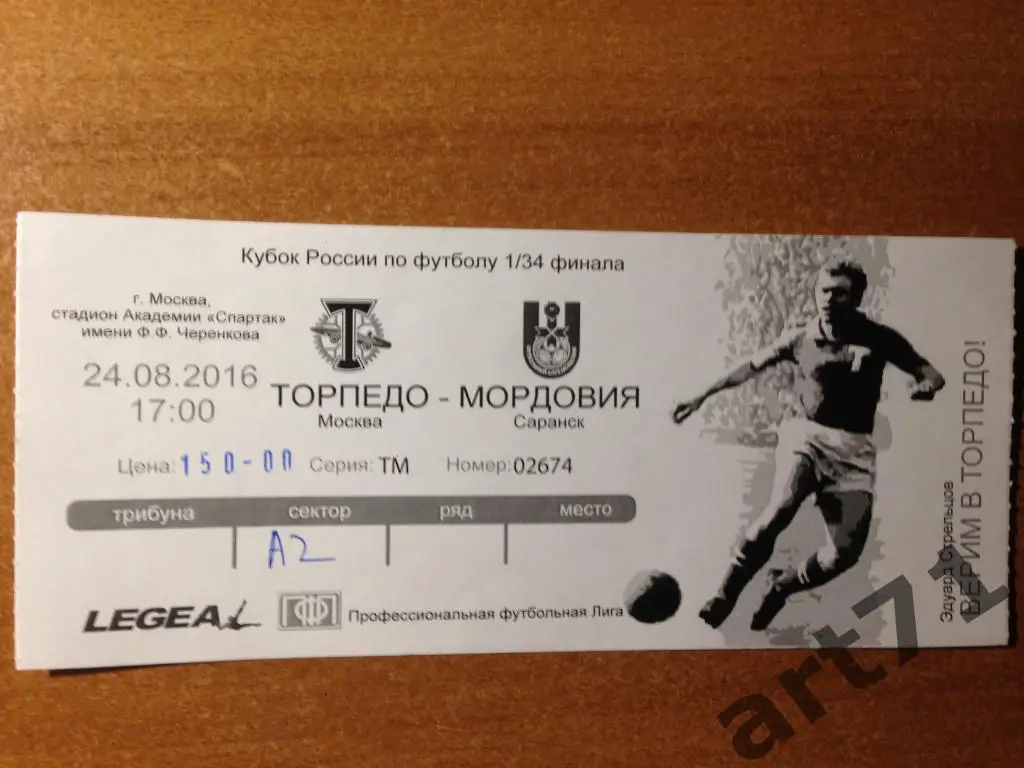 Кубок России по футболу 1/34 финала
г. Москва,
стадион Академии «Спартак»
имени Ф.Ф. Черенкова
24.08.2016
17:00
Т
ТОРПЕДО - МОРДОВИЯ
Москва
Саранск
Цена: 150-00 Серия: ТМ Номер: 02674
трибуна сектор ряд место
А2
LEGEA
ПФЛ
Профессиональная футбольная Лига
Т
Эдуард Стрельцов
ВЕРИМ В ТОРПЕДО!
art71